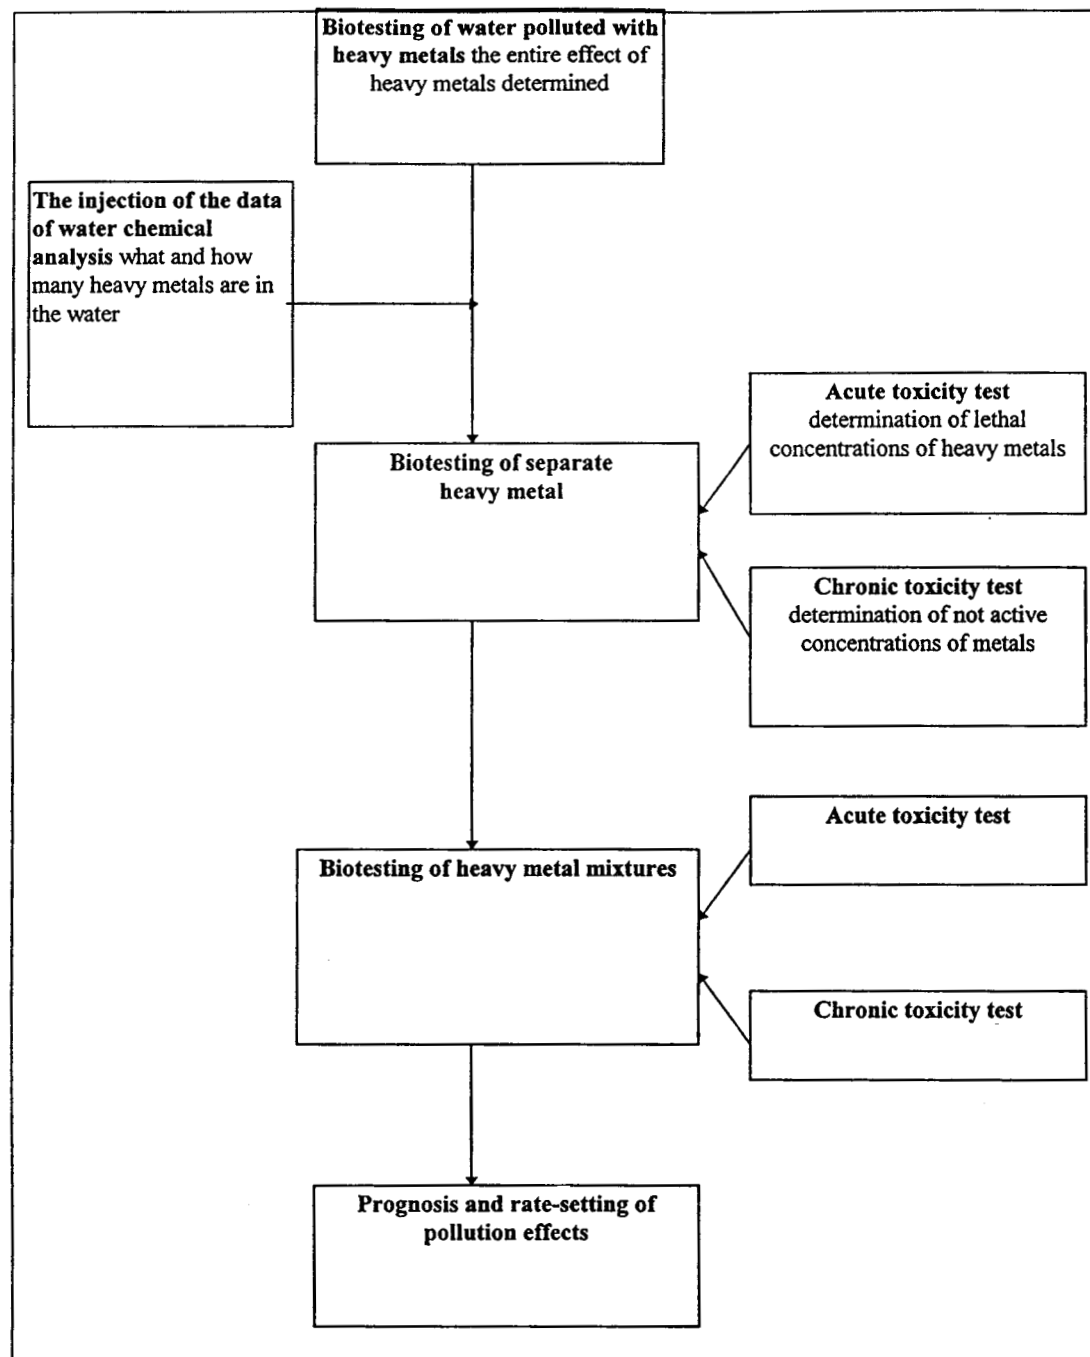 Biotesting of water polluted with
heavy metals the entire effect of
heavy metals determined
The injection of the data
of water chemical
analysis what and how
many heavy metals are in
the water
Acute toxicity test
determination of lethal
concentrations of heavy metals
Biotesting of separate
heavy metal
Chronic toxicity test
determination of not active
concentrations of metals
Acute toxicity test
Biotesting of heavy metal mixtures
Chronic toxicity test
Prognosis and rate-setting of
pollution effects